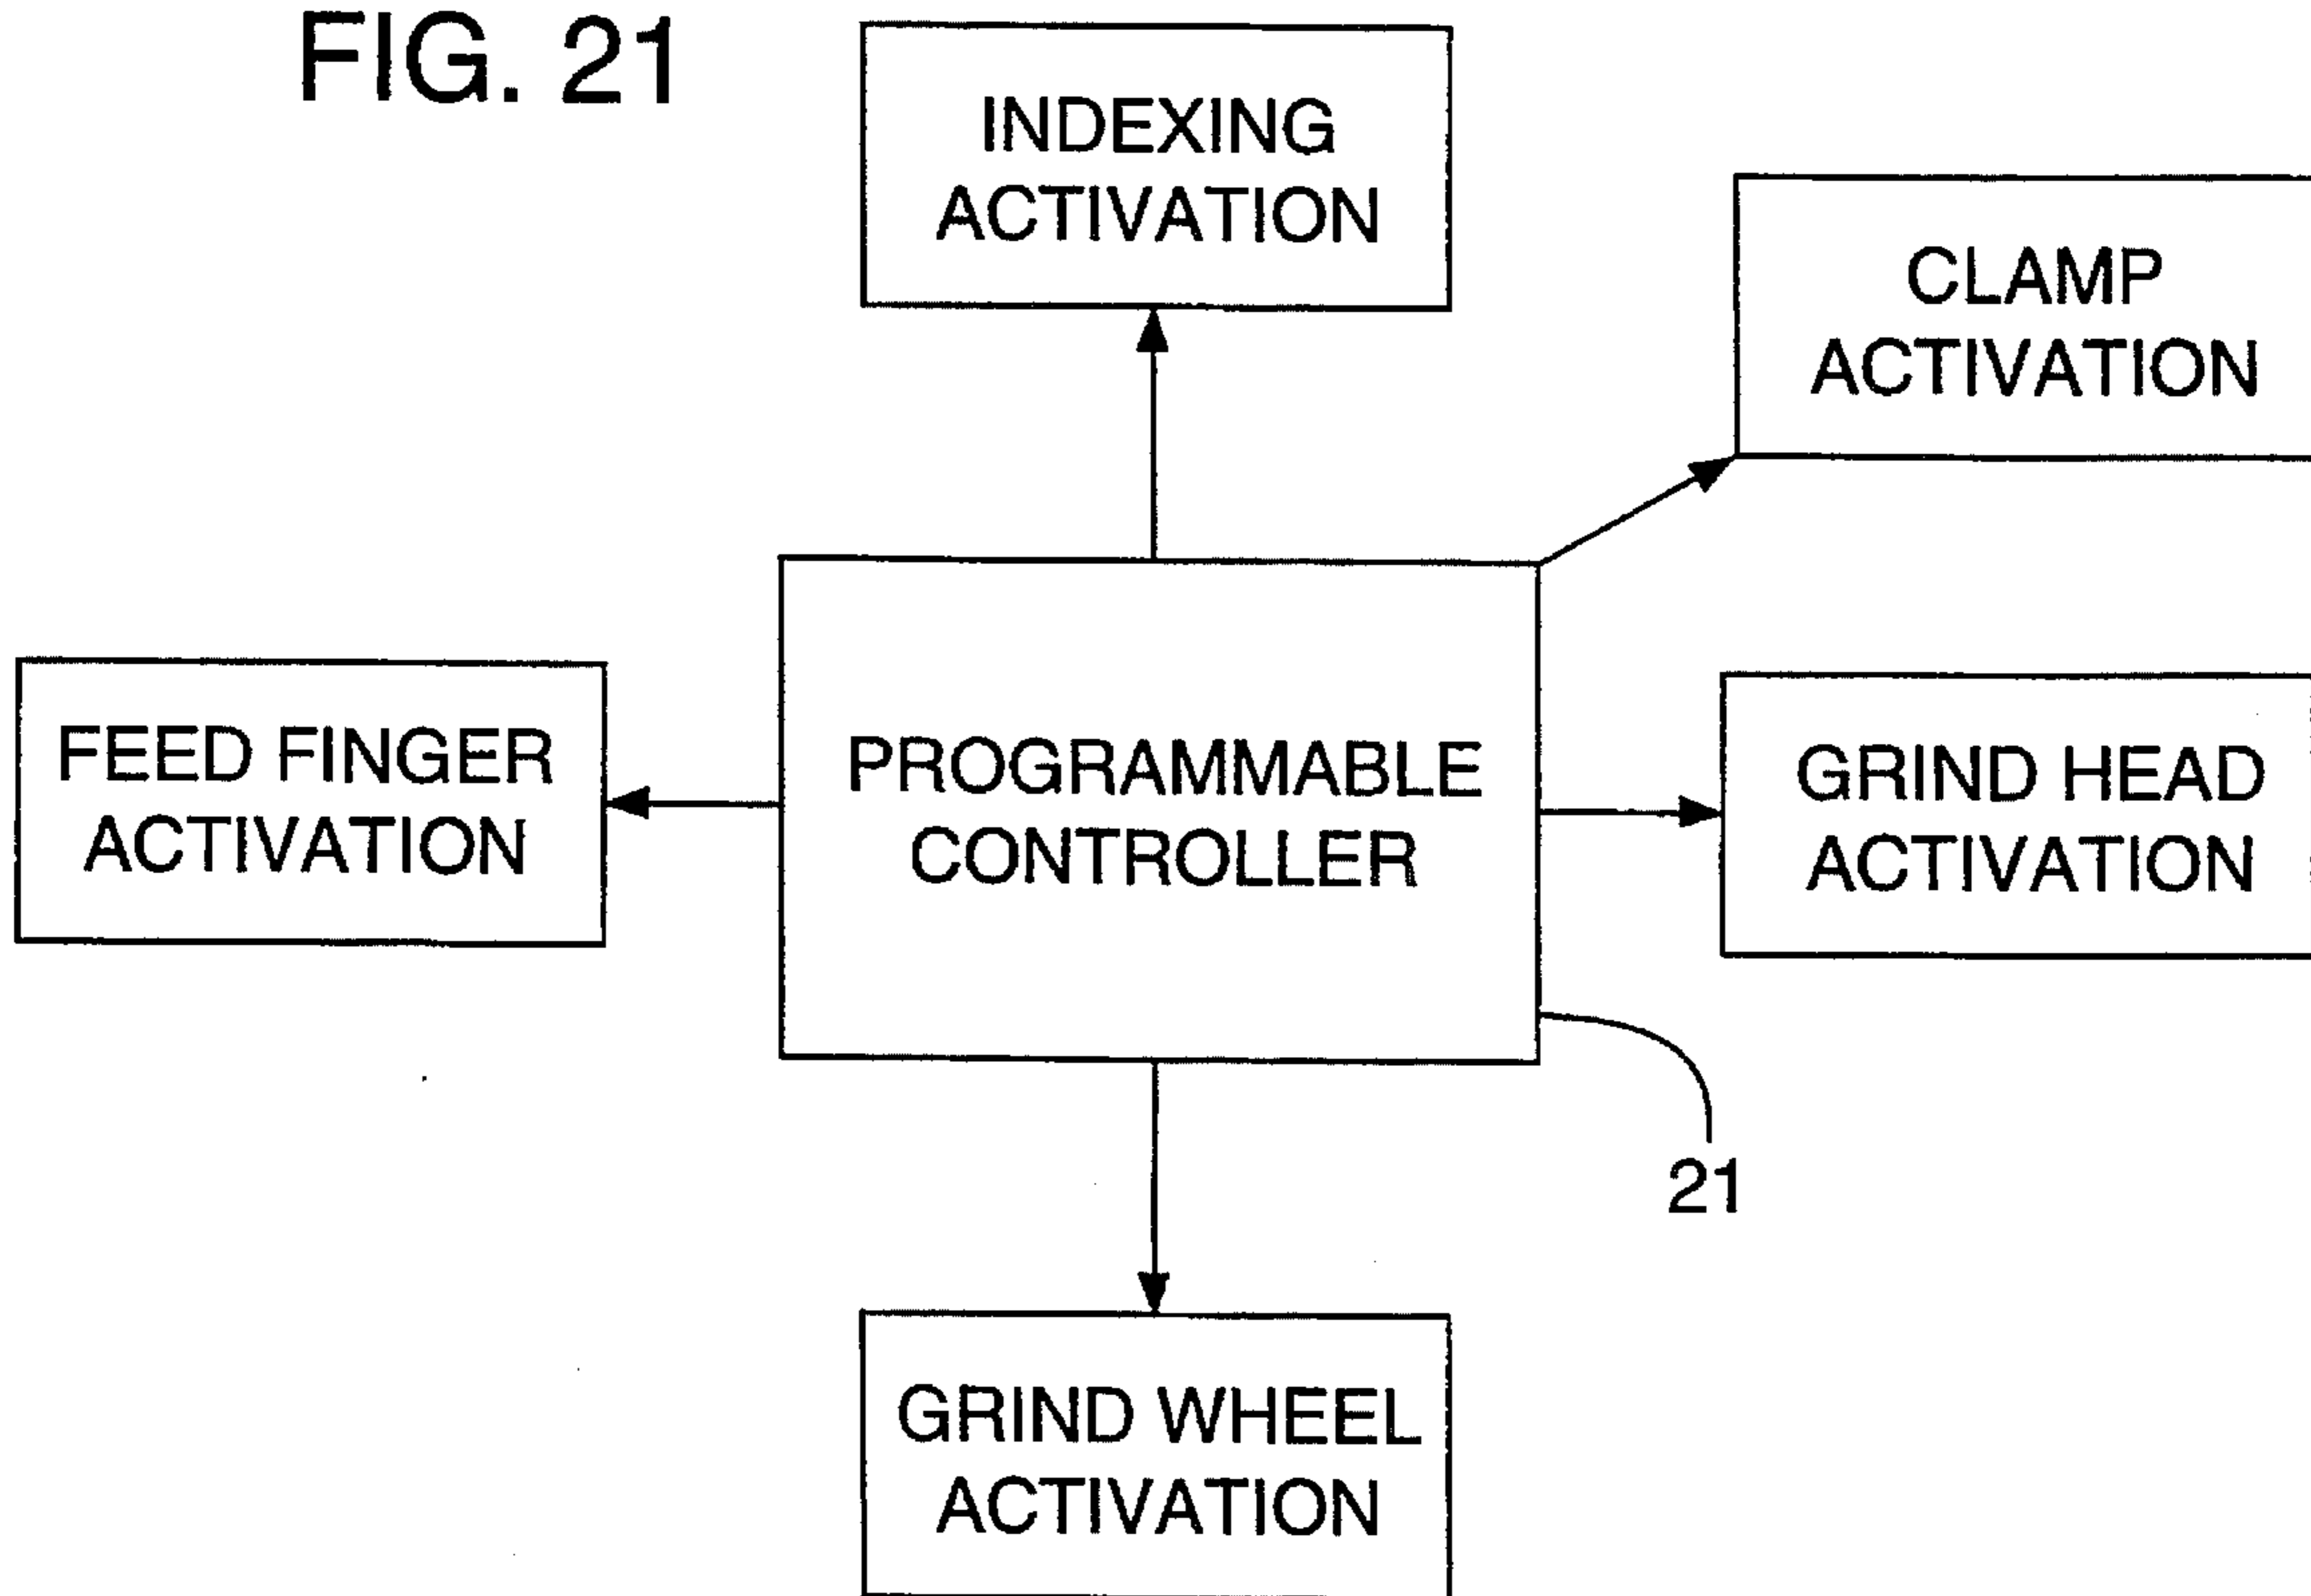 FIG. 21
INDEXING
ACTIVATION
CLAMP
ACTIVATION
FEED FINGER
ACTIVATION
PROGRAMMABLE
CONTROLLER
GRIND HEAD
ACTIVATION
21
GRIND WHEEL
ACTIVATION